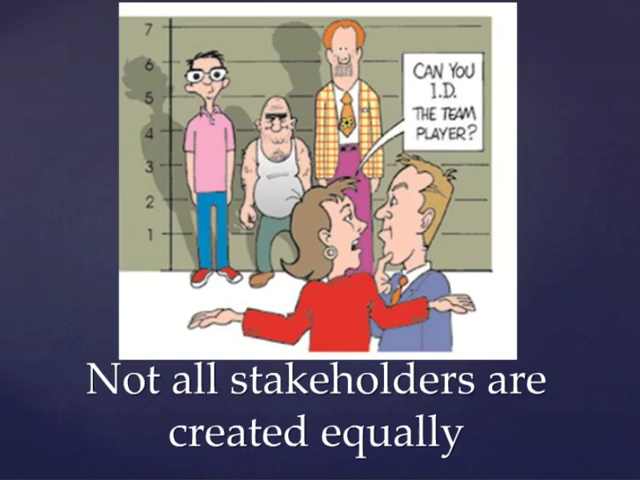 7
6
5
4
3
2
1
CAN YOU
I.D.
THE TEAM
PLAYER?
Not all stakeholders are
created equally